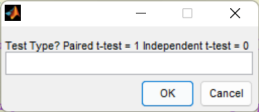 Test Type? Paired t-test = 1 Independent t-test = 0
OK Cancel